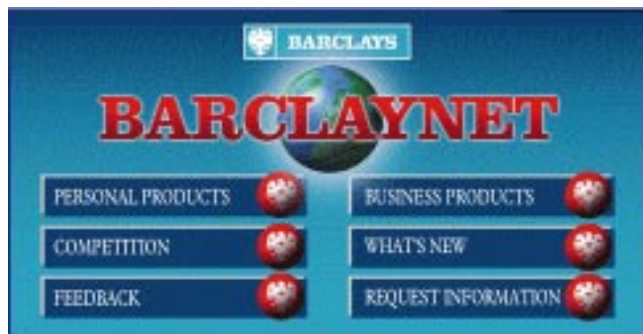 BARCLAYS
BARCLAYNET
PERSONAL PRODUCTS
BUSINESS PRODUCTS
COMPETITION
WHAT'S NEW
FEEDBACK
REQUEST INFORMATION